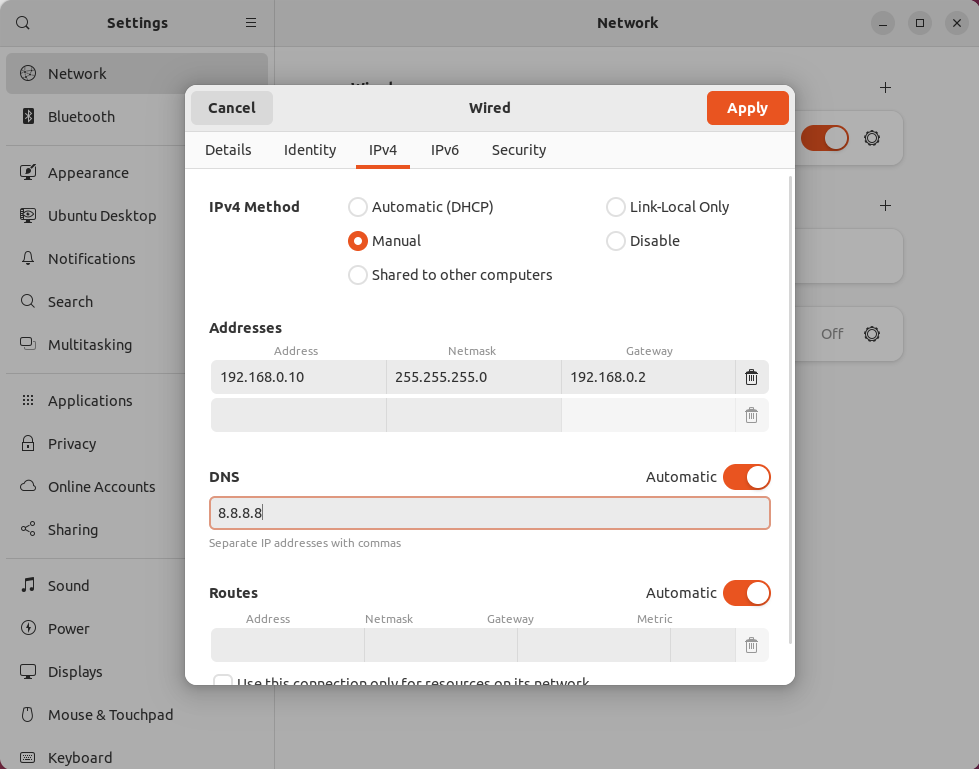 Settings
Network
Network
Bluetooth
Appearance
Ubuntu Desktop
Notifications
Search
Multitasking
Applications
Privacy
Online Accounts
Sharing
Sound
Power
Displays
Mouse & Touchpad
Keyboard
Off
Cancel
Wired
Apply
Details Identity IPv4 IPv6 Security
IPv4 Method
Automatic (DHCP)
Link-Local Only
Manual
Disable
Shared to other computers
Addresses
Address Netmask Gateway
192.168.0.10 255.255.255.0 192.168.0.2
DNS
Automatic
8.8.8.8
Separate IP addresses with commas
Routes
Automatic
Address Netmask Gateway Metric
Use this connection only for resources on its network